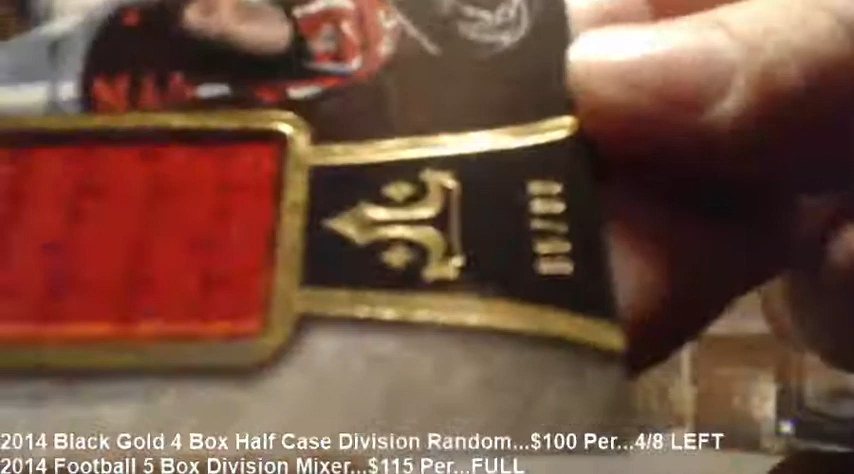 2014 Black Gold 4 Box Half Case Division Random...$100 Per...4/8 LEFT
2014 Football 5 Box Division Mixer...$115 Per...FULL